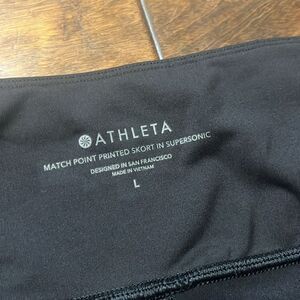 ATHLETA
MATCH POINT PRINTED SKORT IN SUPERSONIC
DESIGNED IN SAN FRANCISCO
MADE IN VIETNAM
L